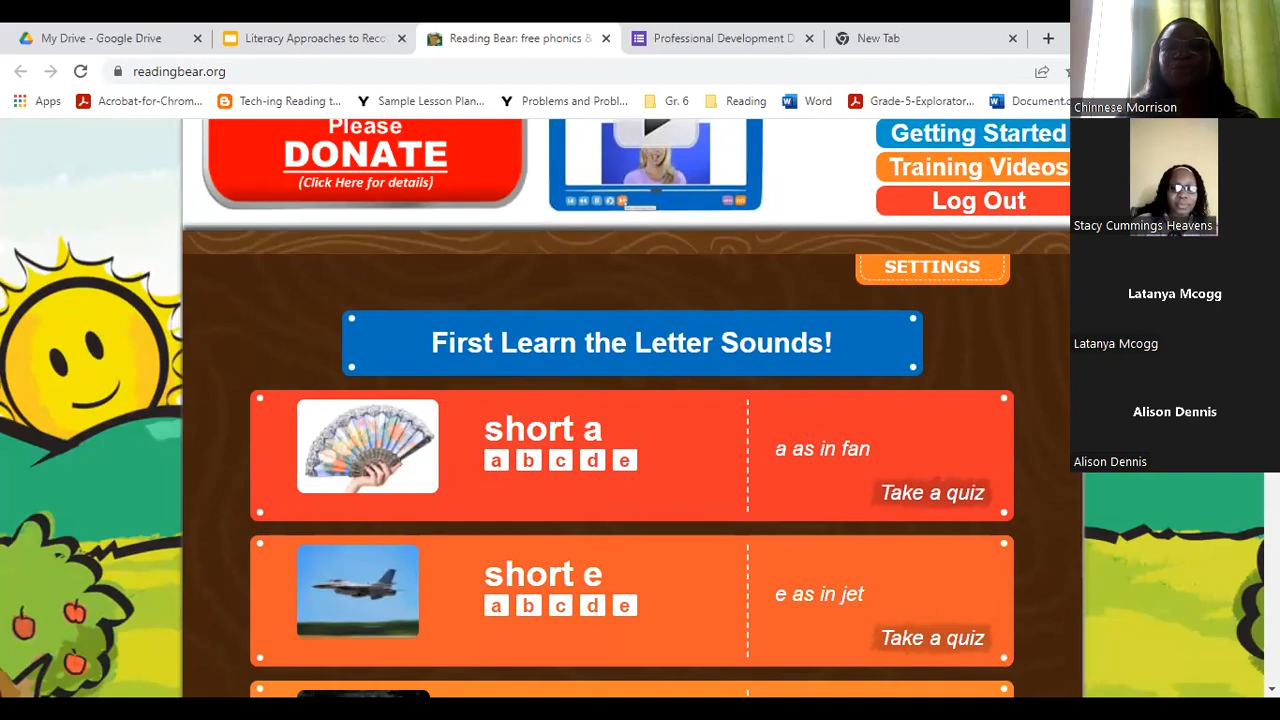 My Drive - Google Drive
Literacy Approaches to Reco
Reading Bear: free phonics &
Professional Development D
New Tab
readingbear.org
Apps
Acrobat-for-Chrom...
Tech-ing Reading t...
Sample Lesson Plan...
Problems and Probl...
Gr. 6
Reading
Word
Grade-5-Explorator...
Document.c
Please
DONATE
(Click Here for details)
Getting Started
Training Videos
Log Out
SETTINGS
First Learn the Letter Sounds!
short a
a b c d e
a as in fan
Take a quiz
short e
a b c d e
e as in jet
Take a quiz
Chinnese Morrison
Stacy Cummings Heavens
Latanya Mcogg
Latanya Mcogg
Alison Dennis
Alison Dennis